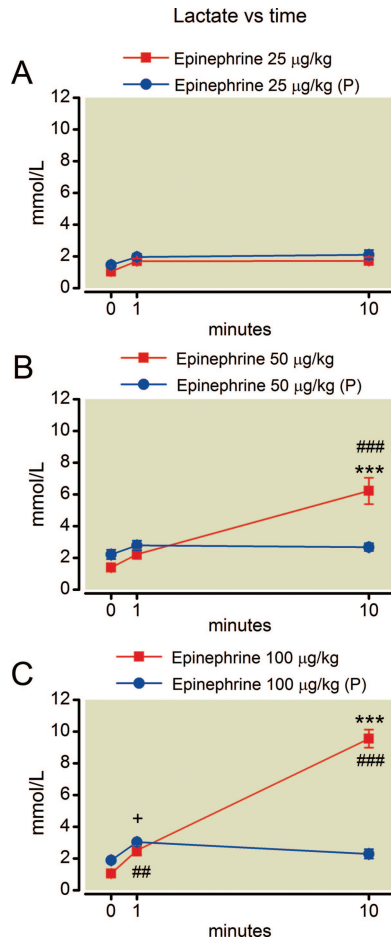 Lactate vs time
A
Epinephrine 25 µg/kg
Epinephrine 25 µg/kg (P)
mmol/L
12
10
8
6
4
2
0
0 1 10
minutes
B
Epinephrine 50 µg/kg
Epinephrine 50 µg/kg (P)
mmol/L
12
10
8
6
4
2
0
###
***
0 1 10
minutes
C
Epinephrine 100 µg/kg
Epinephrine 100 µg/kg (P)
mmol/L
12
10
8
6
4
2
0
***
###
+
##
0 1 10
minutes